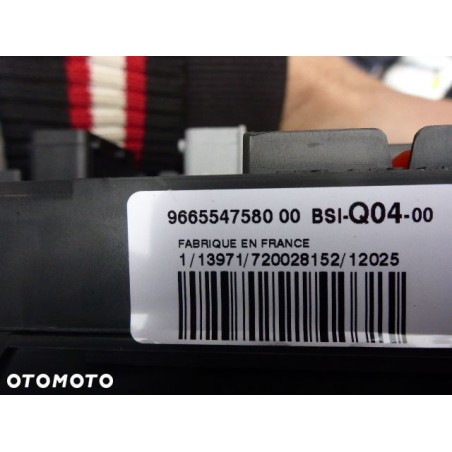 9665547580 00 BSI-Q04-00
FABRIQUE EN FRANCE
1/13971/720028152/12025
OTOMOTO